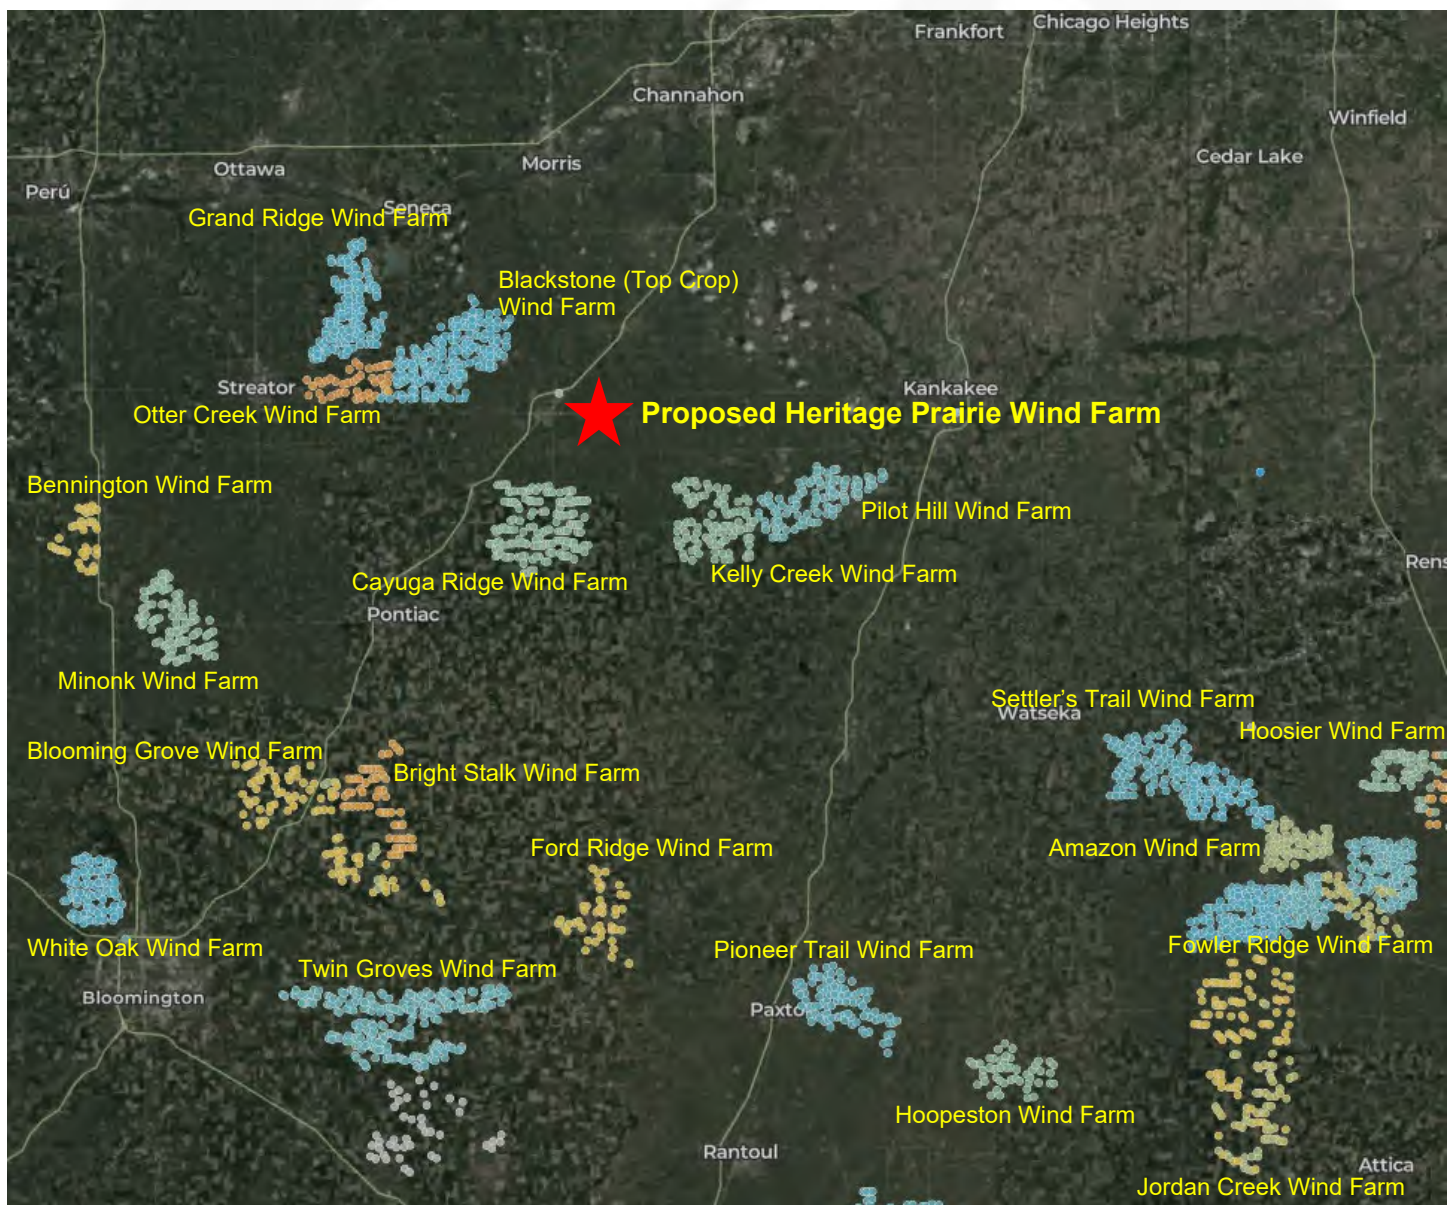 Chicago Heights
Frankfort
Channahon
Winfield
Cedar Lake
Morris
Ottawa
Perú
Seneca
Grand Ridge Wind Farm
Blackstone (Top Crop)
Wind Farm
Streator
Kankakee
Otter Creek Wind Farm
Proposed Heritage Prairie Wind Farm
Bennington Wind Farm
Pilot Hill Wind Farm
Rens
Cayuga Ridge Wind Farm
Kelly Creek Wind Farm
Pontiac
Minonk Wind Farm
Settler's Trail Wind Farm
Watseka
Hoosier Wind Farm
Blooming Grove Wind Farm
Bright Stalk Wind Farm
Ford Ridge Wind Farm
Amazon Wind Farm
White Oak Wind Farm
Pioneer Trail Wind Farm
Fowler Ridge Wind Farm
Twin Groves Wind Farm
Bloomington
Paxto
Hoopeston Wind Farm
Rantoul
Attica
Jordan Creek Wind Farm